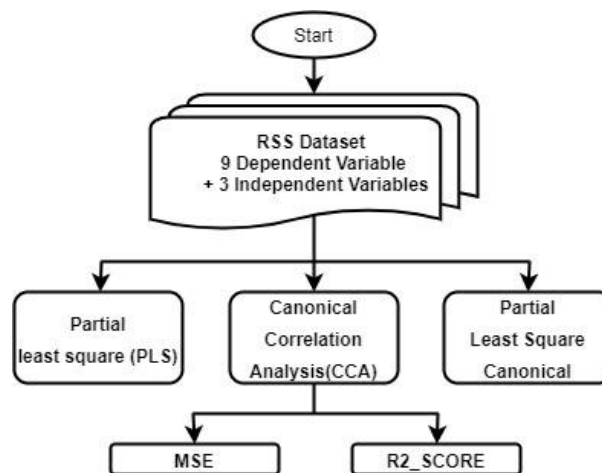 Start
RSS Dataset
9 Dependent Variable
+ 3 Independent Variables
Partial
least square (PLS)
Canonical
Correlation
Analysis(CCA)
Partial
Least Square
Canonical
MSE
R2_SCORE